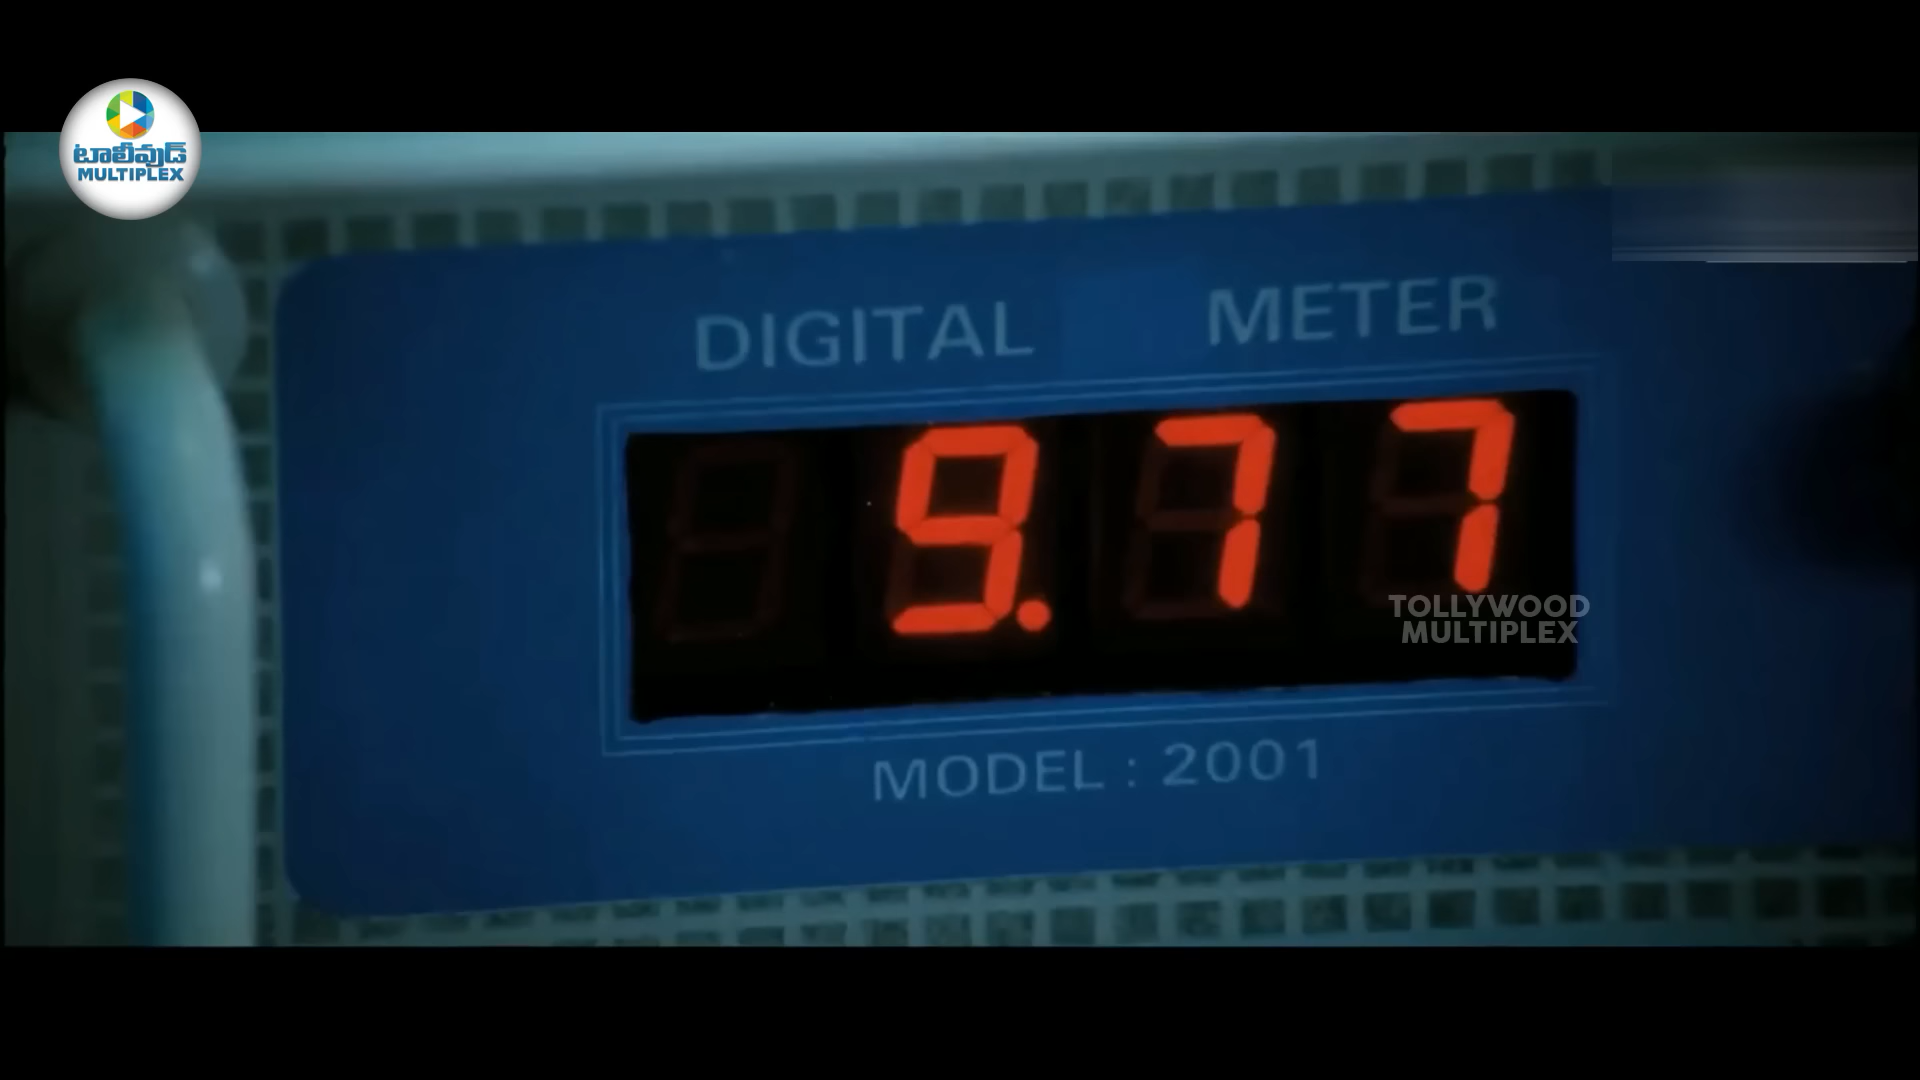 టాలీవుడ్
MULTIPLEX
DIGITAL METER
9.77
TOLLYWOOD
MULTIPLEX
MODEL : 2001